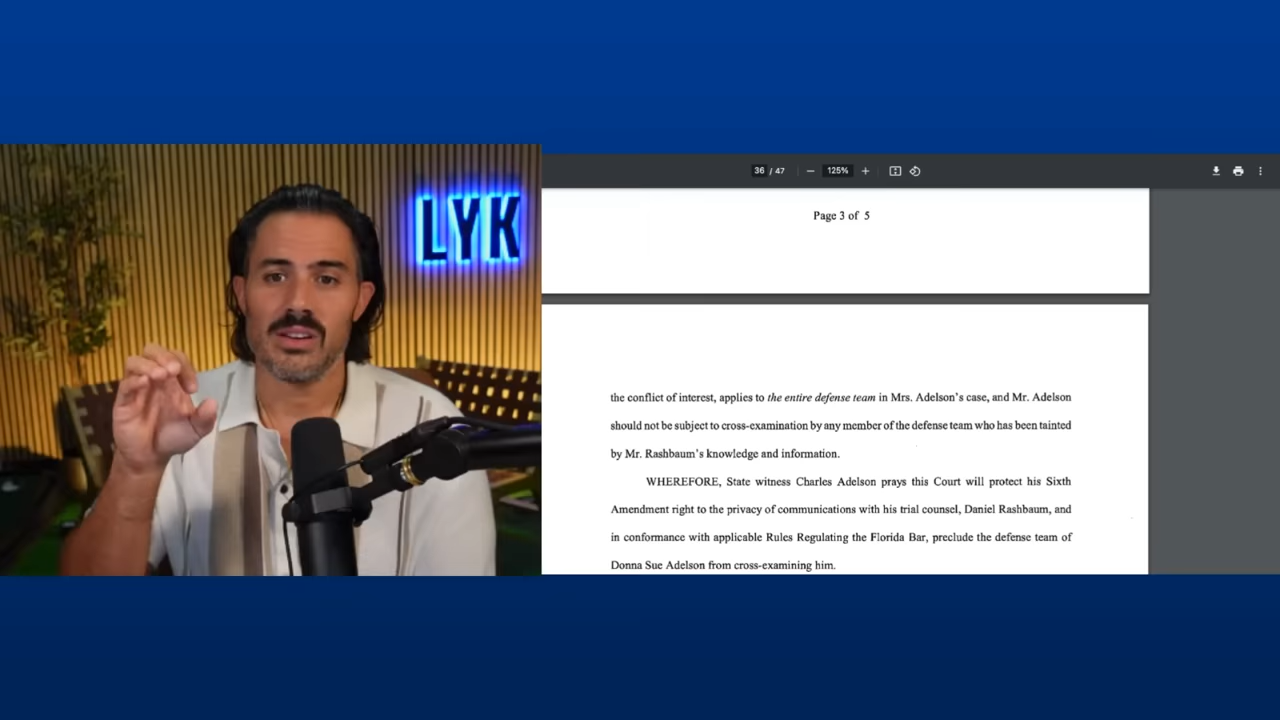 LYK
36 / 47
125%
Page 3 of 5
the conflict of interest, applies to the entire defense team in Mrs. Adelson's case, and Mr. Adelson
should not be subject to cross-examination by any member of the defense team who has been tainted
by Mr. Rashbaum's knowledge and information.
WHEREFORE, State witness Charles Adelson prays this Court will protect his Sixth
Amendment right to the privacy of communications with his trial counsel, Daniel Rashbaum, and
in conformance with applicable Rules Regulating the Florida Bar, preclude the defense team of
Donna Sue Adelson from cross-examining him.